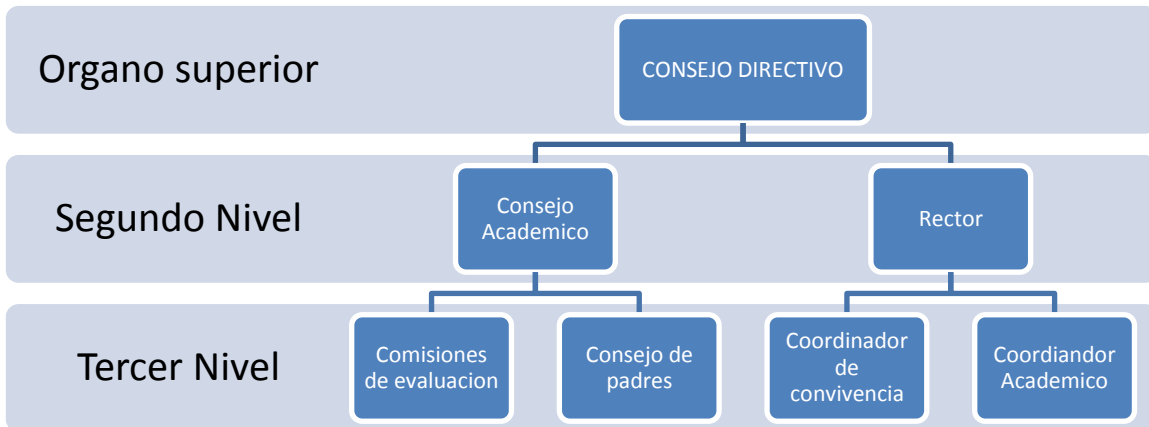 Organo superior
CONSEJO DIRECTIVO
Segundo Nivel
Consejo
Academico
Rector
Tercer Nivel
Comisiones
de evaluacion
Consejo de
padres
Coordinador
de
convivencia
Coordiandor
Academico